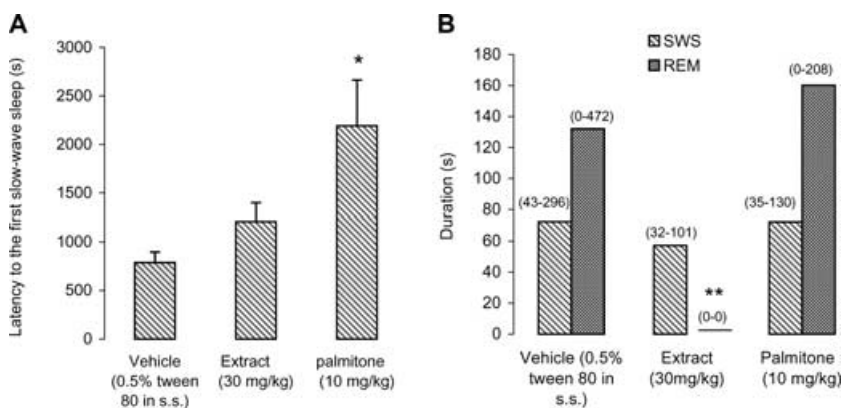 A
Latency to the first slow-wave sleep (s)
3000
2500
2000
1500
1000
500
0
*
Vehicle
(0.5% tween
80 in s.s.)
Extract
(30 mg/kg)
palmitone
(10 mg/kg)
B
SWS
REM
Duration (s)
180
160
140
120
100
80
60
40
20
0
(43-296)
(0-472)
(32-101)
**
(0-0)
(35-130)
(0-208)
Vehicle (0.5%
tween 80 in
s.s.)
Extract
(30mg/kg)
Palmitone
(10 mg/kg)